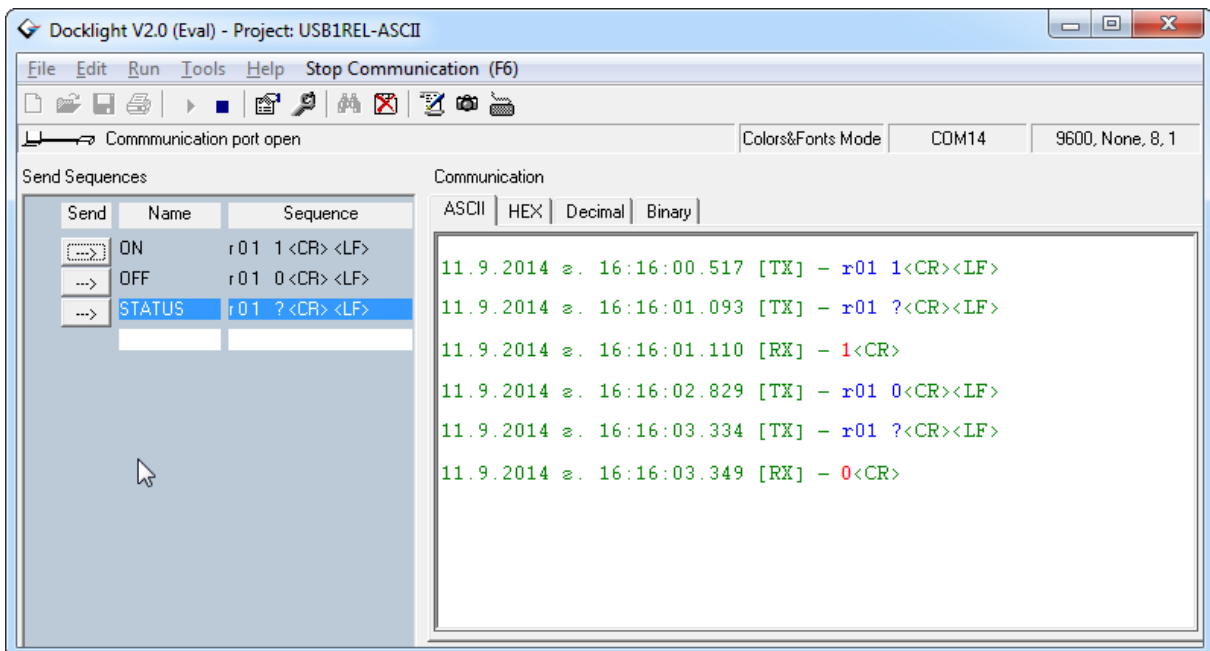 Docklight V2.0 (Eval) - Project: USB1REL-ASCII
File Edit Run Tools Help Stop Communication (F6)
Commmunication port open Colors&Fonts Mode COM14 9600, None, 8, 1
Send Sequences
Send Name Sequence
---> ON r01 1<CR><LF>
---> OFF r01 0<CR><LF>
---> STATUS r01 ?<CR><LF>
Communication
ASCII HEX Decimal Binary
11.9.2014 г. 16:16:00.517 [TX] – r01 1<CR><LF>
11.9.2014 г. 16:16:01.093 [TX] – r01 ?<CR><LF>
11.9.2014 г. 16:16:01.110 [RX] – 1<CR>
11.9.2014 г. 16:16:02.829 [TX] – r01 0<CR><LF>
11.9.2014 г. 16:16:03.334 [TX] – r01 ?<CR><LF>
11.9.2014 г. 16:16:03.349 [RX] – 0<CR>